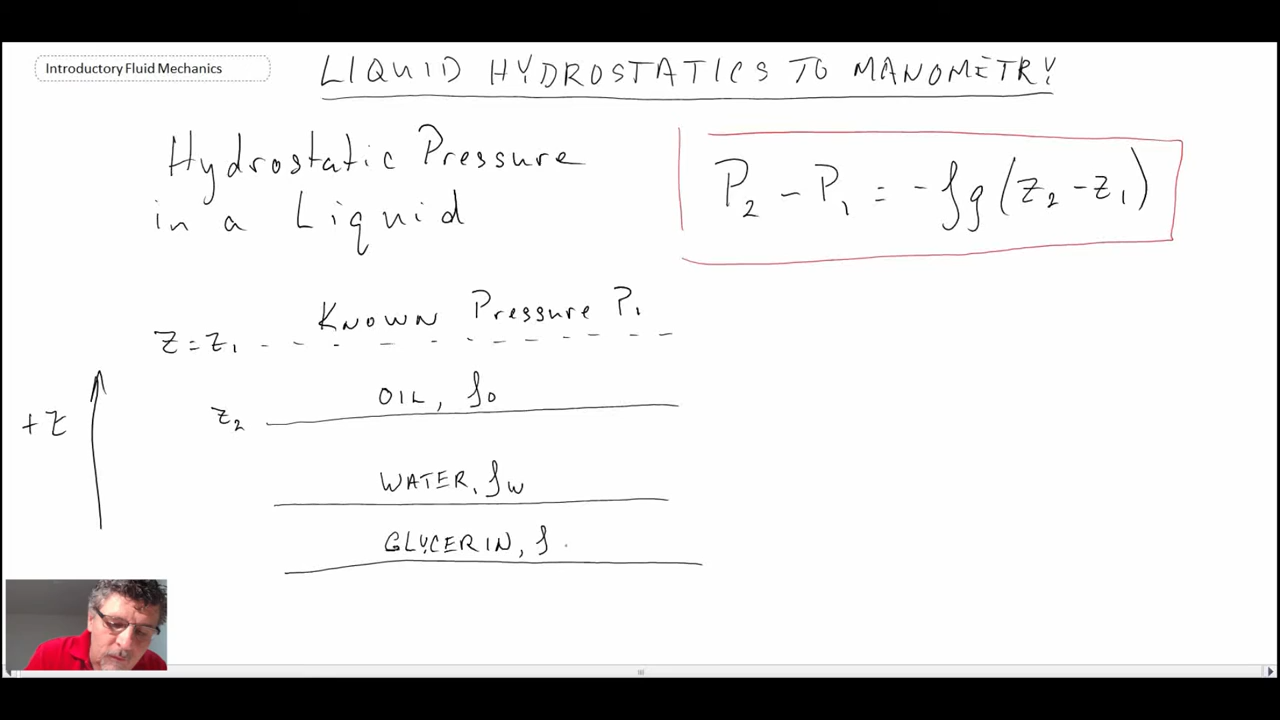 Introductory Fluid Mechanics
LIQUID HYDROSTATICS TO MANOMETRY
Hydrostatic Pressure
in a Liquid
P₂ - P₁ = -ρg(z₂-z₁)
KNOWN Pressure P₁
Z=Z₁
OIL, ρ₀
+Z
Z₂
WATER, ρw
GLYCERIN, ρ